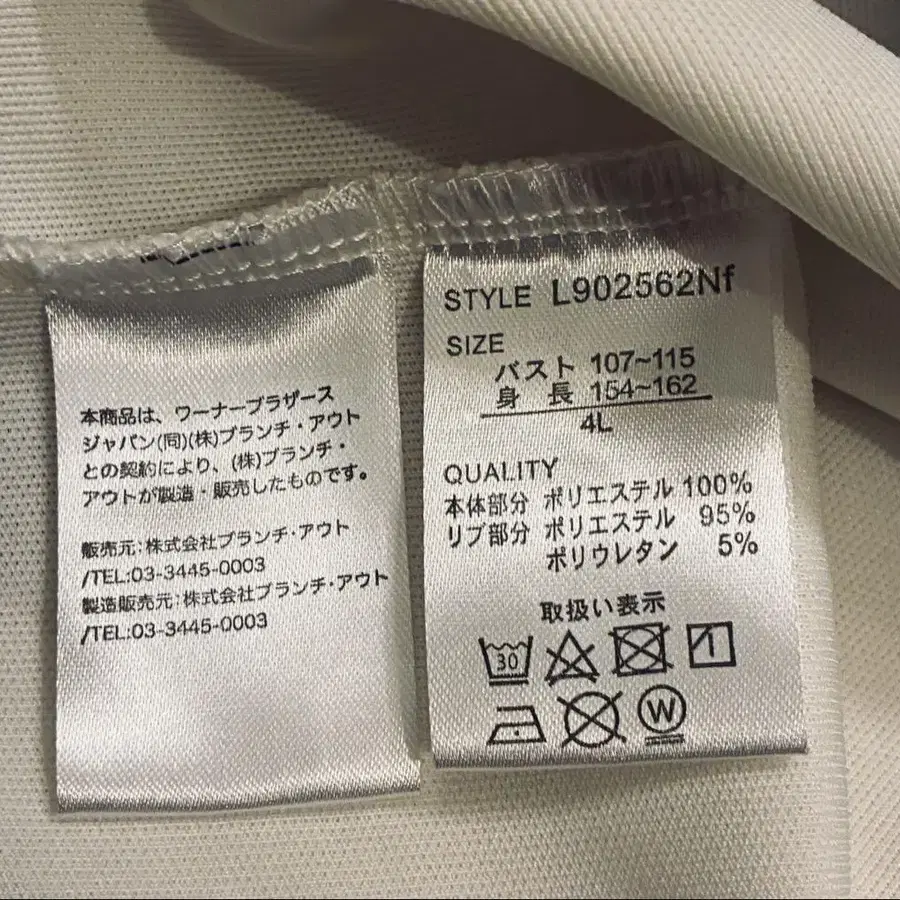 本商品は、ワーナーブラザース
ジャパン(同)(株)ブランチ・アウト
との契約により、(株)ブランチ・
アウトが製造・販売したものです。
販売元:株式会社ブランチ・アウト
/TEL:03-3445-0003
製造販売元:株式会社ブランチ・アウト
/TEL:03-3445-0003
STYLE L902562Nf
SIZE
バスト 107~115
身 長 154~162
4L
QUALITY
本体部分 ポリエステル 100%
リブ部分 ポリエステル 95%
ポリウレタン 5%
取扱い表示
30
W